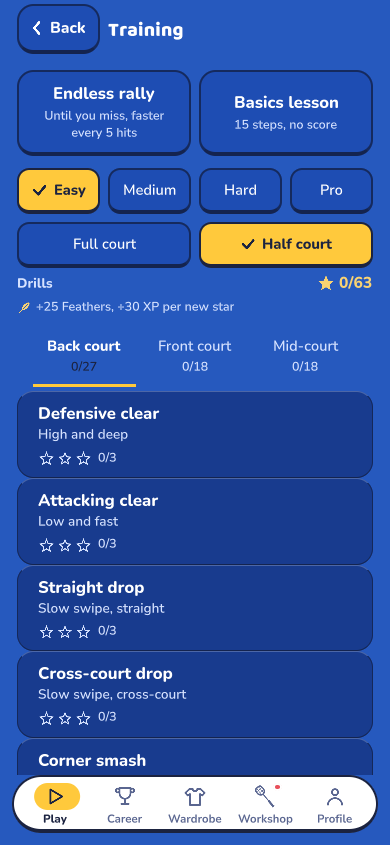 Back
Training
Endless rally
Until you miss, faster
every 5 hits
Basics lesson
15 steps, no score
Easy
Medium
Hard
Pro
Full court
Half court
Drills
0/63
+25 Feathers, +30 XP per new star
Back court
0/27
Front court
0/18
Mid-court
0/18
Defensive clear
High and deep
0/3
Attacking clear
Low and fast
0/3
Straight drop
Slow swipe, straight
0/3
Cross-court drop
Slow swipe, cross-court
0/3
Corner smash
Play
Career
Wardrobe
Workshop
Profile